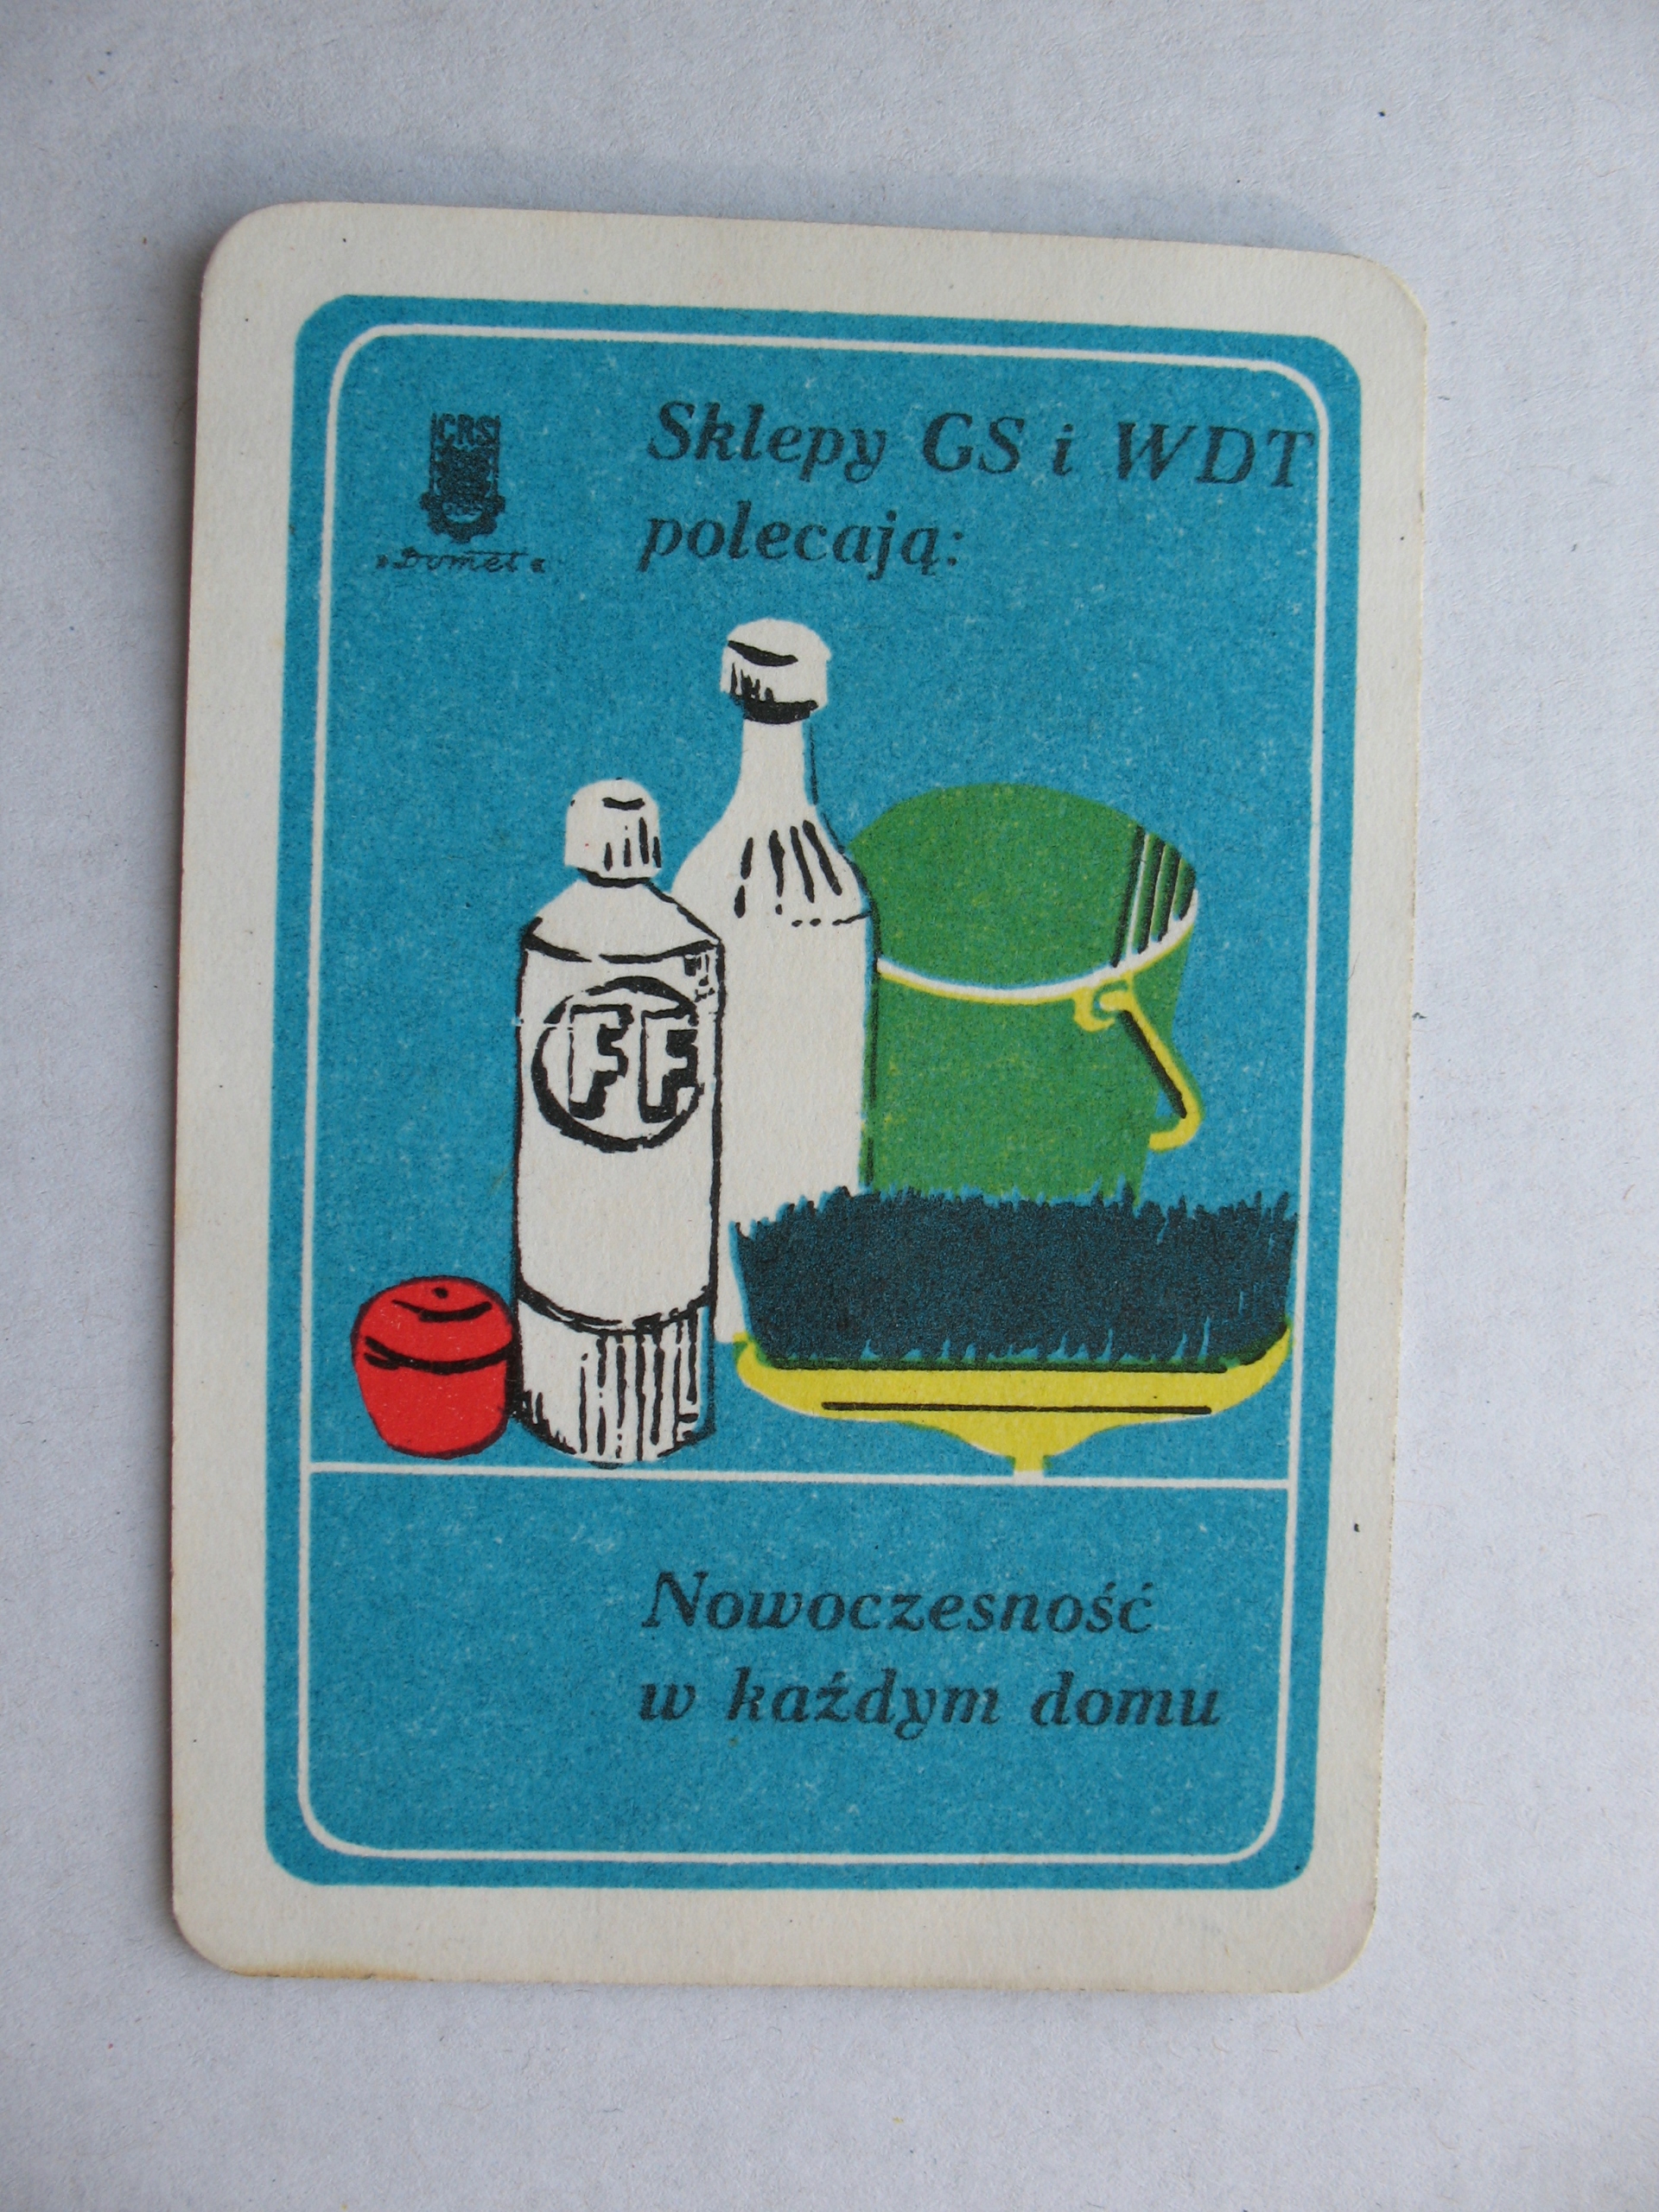 CRS
»Domet«
Sklepy GS i WDT
polecają:
FF
Nowoczesność
w każdym domu